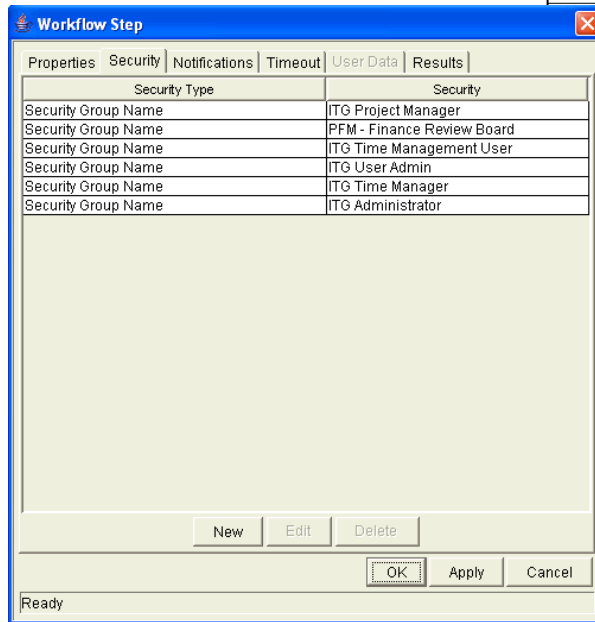 Workflow Step
Properties Security Notifications Timeout User Data Results
Security Type Security
Security Group Name ITG Project Manager
Security Group Name PFM - Finance Review Board
Security Group Name ITG Time Management User
Security Group Name ITG User Admin
Security Group Name ITG Time Manager
Security Group Name ITG Administrator
New Edit Delete
OK Apply Cancel
Ready